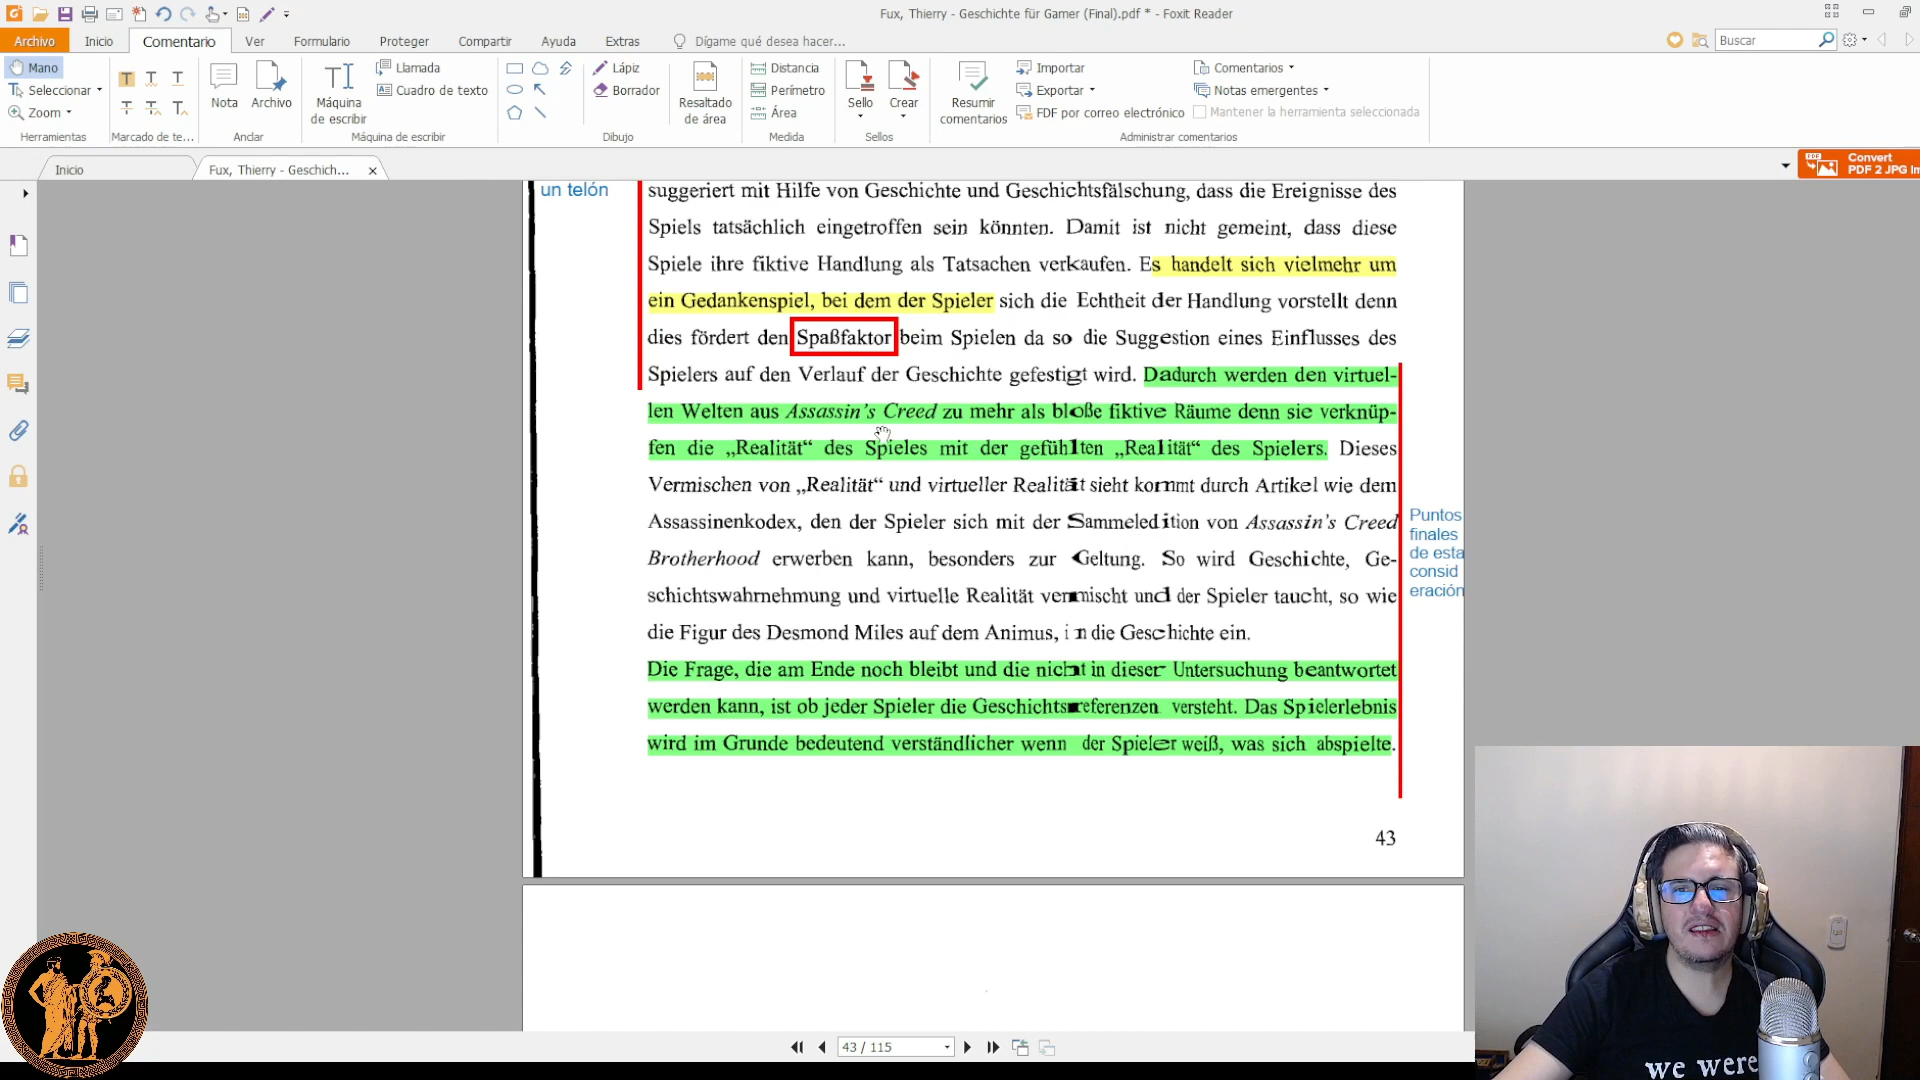 Fux, Thierry - Geschichte für Gamer (Final).pdf * - Foxit Reader
Archivo Inicio Comentario Ver Formulario Proteger Compartir Ayuda Extras Dígame qué desea hacer... Buscar
Mano
Seleccionar
Zoom
Herramientas
Marcado de te...
Nota
Archivo
Anclar
Máquina
de escribir
Llamada
Cuadro de texto
Máquina de escribir
Lápiz
Borrador
Dibujo
Resaltado
de área
Distancia
Perímetro
Área
Medida
Sello
Crear
Sellos
Resumir
comentarios
Importar
Exportar
FDF por correo electrónico
Comentarios
Notas emergentes
Mantener la herramienta seleccionada
Administrar comentarios
Inicio
Fux, Thierry - Geschich...
Convert
PDF 2 JPG
un telón
suggeriert mit Hilfe von Geschichte und Geschichtsfälschung, dass die Ereignisse des
Spiels tatsächlich eingetroffen sein könnten. Damit ist nicht gemeint, dass diese
Spiele ihre fiktive Handlung als Tatsachen verkaufen. Es handelt sich vielmehr um
ein Gedankenspiel, bei dem der Spieler sich die Echtheit der Handlung vorstellt denn
dies fördert den Spaßfaktor beim Spielen da so die Suggestion eines Einflusses des
Spielers auf den Verlauf der Geschichte gefestigt wird. Dadurch werden den virtuel-
len Welten aus Assassin's Creed zu mehr als bloße fiktive Räume denn sie verknüp-
fen die „Realität“ des Spieles mit der gefühlten „Realität“ des Spielers. Dieses
Vermischen von „Realität“ und virtueller Realität sieht kommt durch Artikel wie dem
Assassinenkodex, den der Spieler sich mit der Sammeledition von Assassin's Creed
Brotherhood erwerben kann, besonders zur Geltung. So wird Geschichte, Ge-
schichtswahrnehmung und virtuelle Realität vermischt und der Spieler taucht, so wie
die Figur des Desmond Miles auf dem Animus, in die Geschichte ein.
Die Frage, die am Ende noch bleibt und die nicht in dieser Untersuchung beantwortet
werden kann, ist ob jeder Spieler die Geschichtsreferenzen versteht. Das Spielerlebnis
wird im Grunde bedeutend verständlicher wenn der Spieler weiß, was sich abspielte.
Puntos
finales
de esta
consid
eración
43
43 / 115
we were